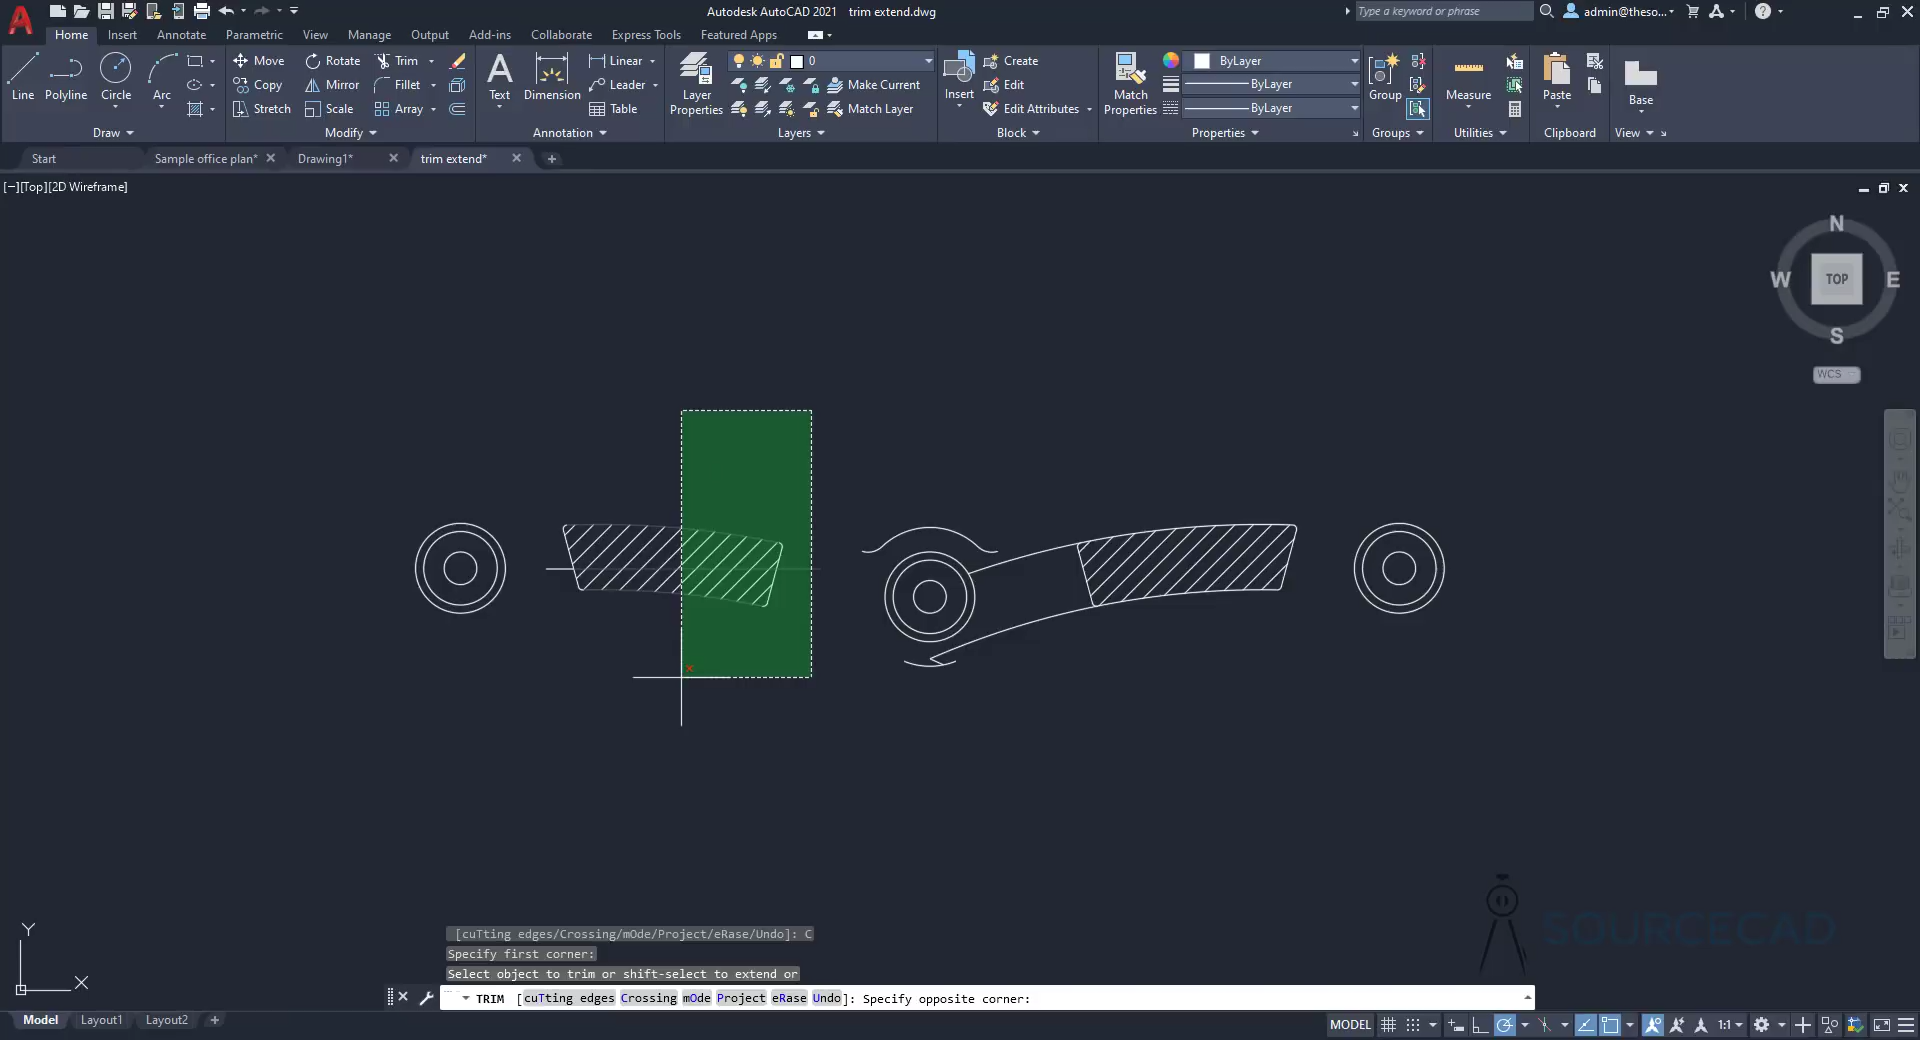 Autodesk AutoCAD 2021 trim extend.dwg
Type a keyword or phrase
admin@theso...
Home Insert Annotate Parametric View Manage Output Add-ins Collaborate Express Tools Featured Apps
Line Polyline Circle Arc
Draw
Move Rotate Trim
Copy Mirror Fillet
Stretch Scale Array
Modify
Text Dimension
Linear
Leader
Table
Annotation
Layer
Properties
0
Make Current
Match Layer
Layers
Insert
Create
Edit
Edit Attributes
Block
Match
Properties
ByLayer
ByLayer
ByLayer
Properties
Group
Groups
Measure
Utilities
Paste
Clipboard
Base
View
Start Sample office plan* Drawing1* trim extend*
[−][Top][2D Wireframe]
N
W TOP E
S
WCS
Y
X
SOURCECAD
[cuTting edges/Crossing/mOde/Project/eRase/Undo]: C
Specify first corner:
Select object to trim or shift-select to extend or
TRIM [cuTting edges Crossing mOde Project eRase Undo]: Specify opposite corner:
Model Layout1 Layout2
MODEL 1:1